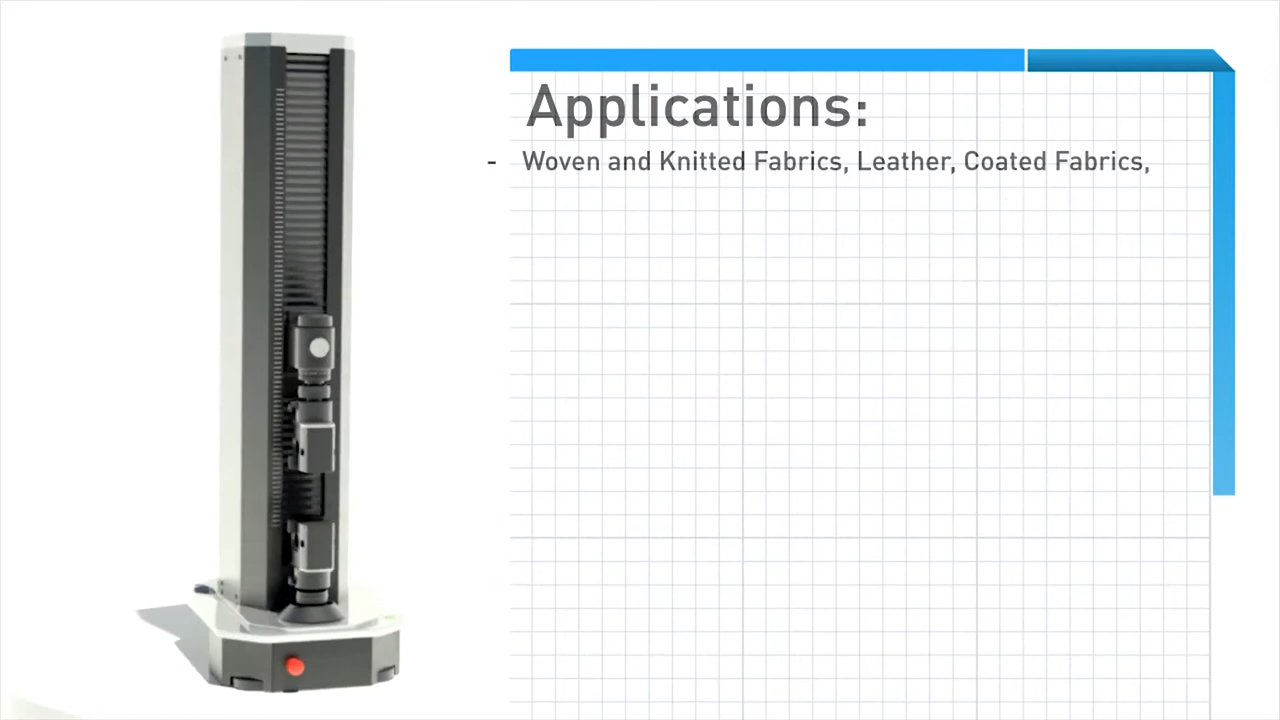 Applications:
- Woven and Knitted Fabrics, Leather, Coated Fabrics,